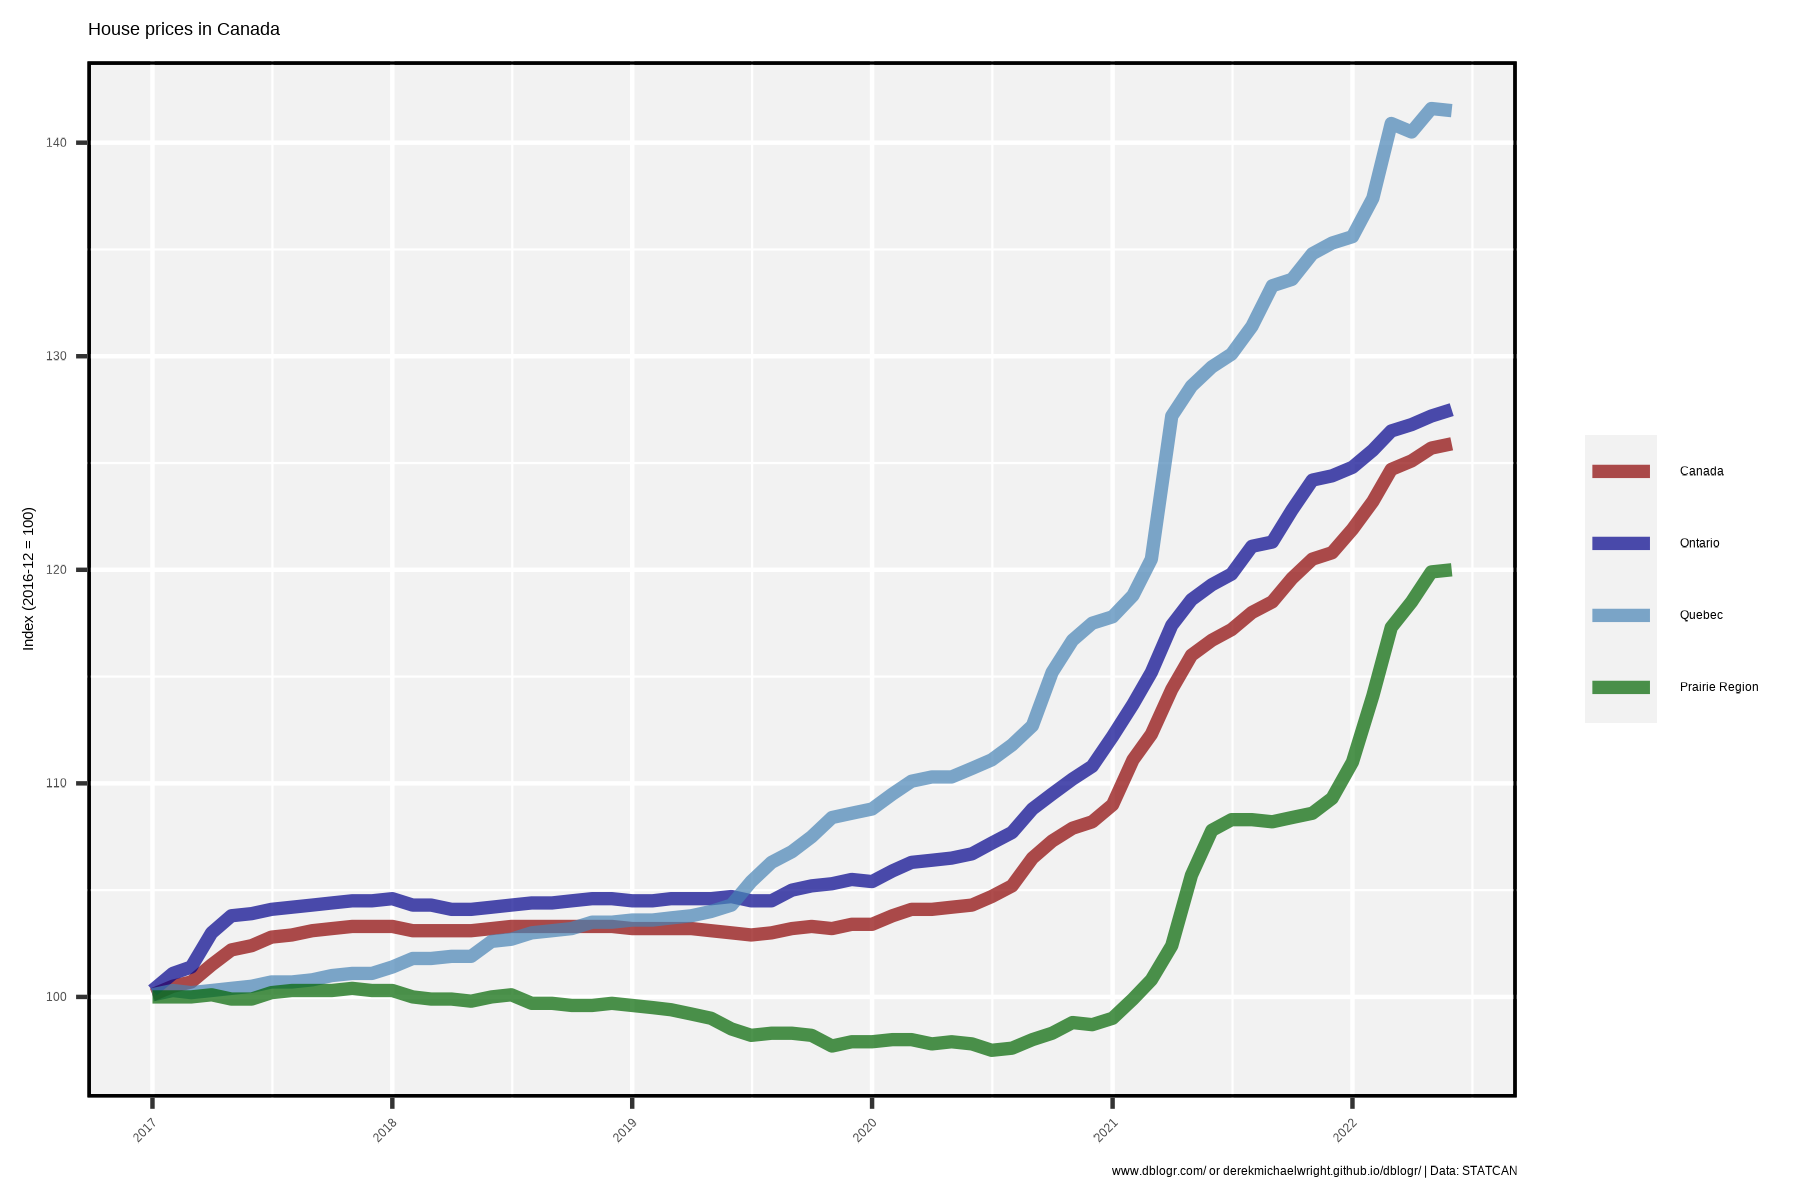 House prices in Canada
Index (2016-12 = 100)
140
130
120
110
100
2017
2018
2019
2020
2021
2022
Canada
Ontario
Quebec
Prairie Region
www.dblogr.com/ or derekmichaelwright.github.io/dblogr/ | Data: STATCAN